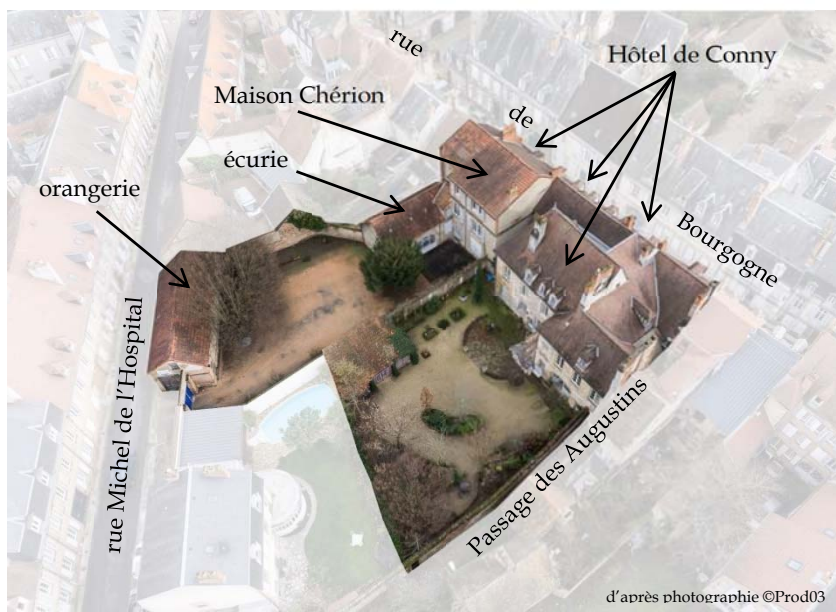 rue
de
Bourgogne
Hôtel de Conny
Maison Chérion
écurie
orangerie
rue Michel de l'Hospital
Passage des Augustins
d'après photographie ©Prod03